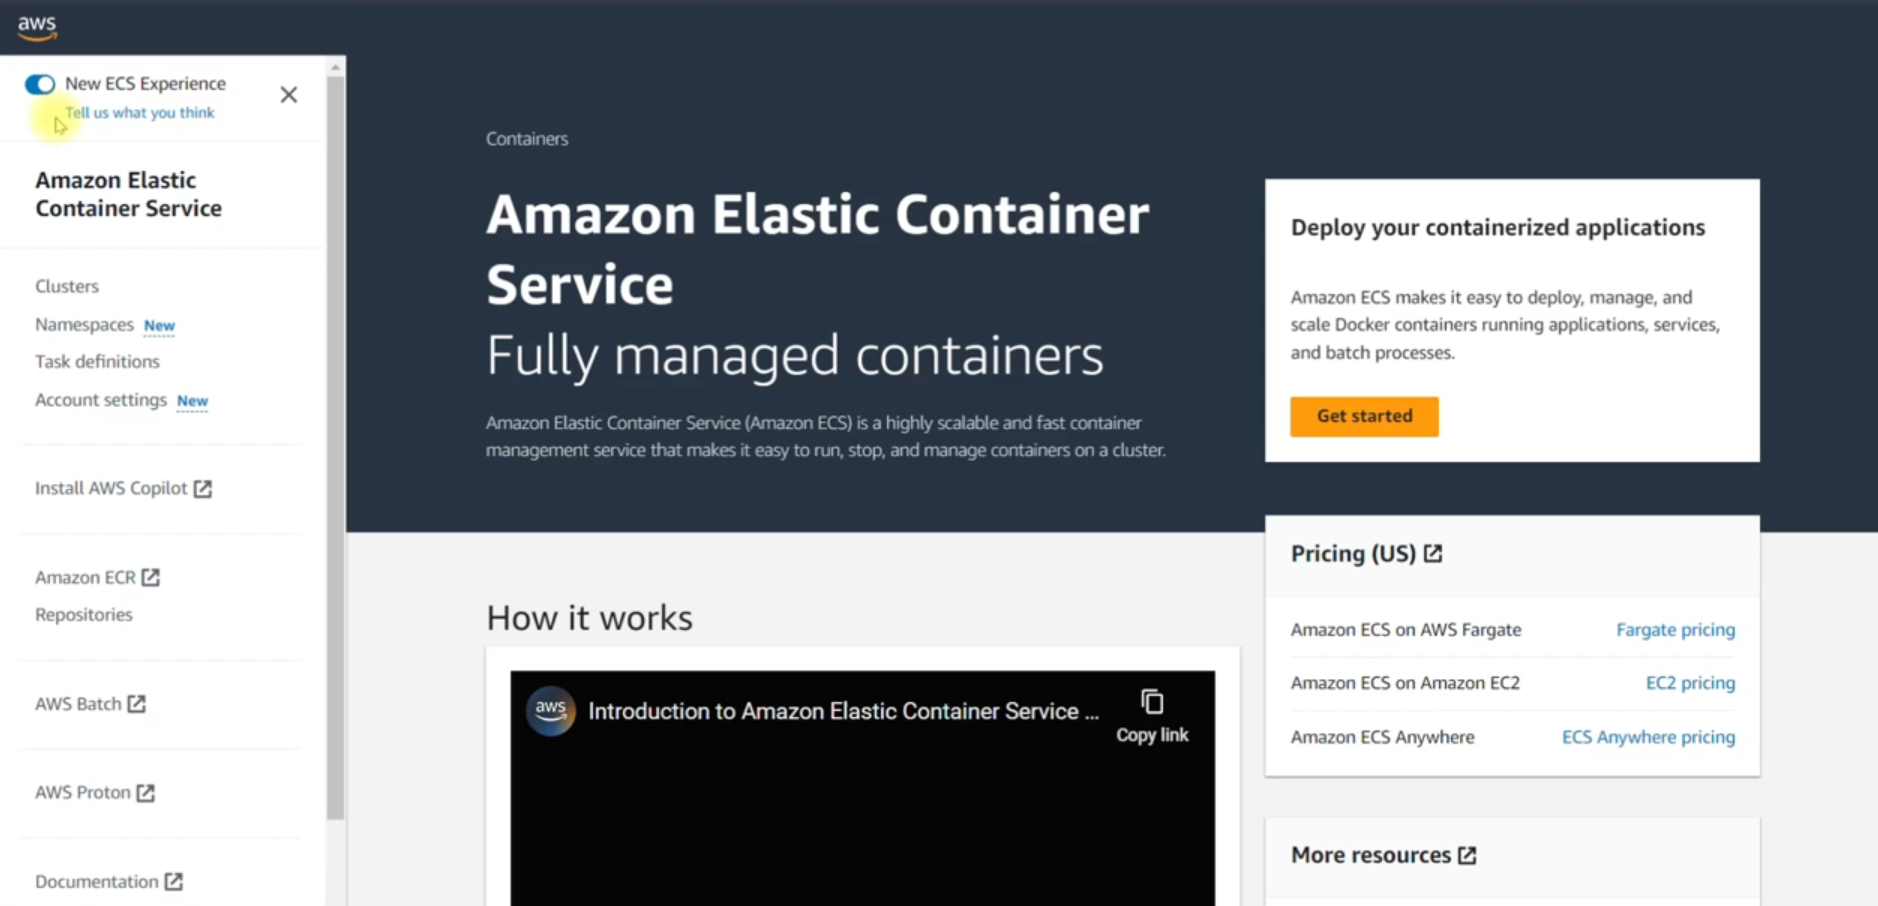 aws
New ECS Experience
Tell us what you think
Amazon Elastic
Container Service
Clusters
Namespaces New
Task definitions
Account settings New
Install AWS Copilot
Amazon ECR
Repositories
AWS Batch
AWS Proton
Documentation
Containers
Amazon Elastic Container
Service
Fully managed containers
Amazon Elastic Container Service (Amazon ECS) is a highly scalable and fast container
management service that makes it easy to run, stop, and manage containers on a cluster.
Deploy your containerized applications
Amazon ECS makes it easy to deploy, manage, and
scale Docker containers running applications, services,
and batch processes.
Get started
How it works
aws Introduction to Amazon Elastic Container Service ...
Copy link
Pricing (US)
Amazon ECS on AWS Fargate Fargate pricing
Amazon ECS on Amazon EC2 EC2 pricing
Amazon ECS Anywhere ECS Anywhere pricing
More resources